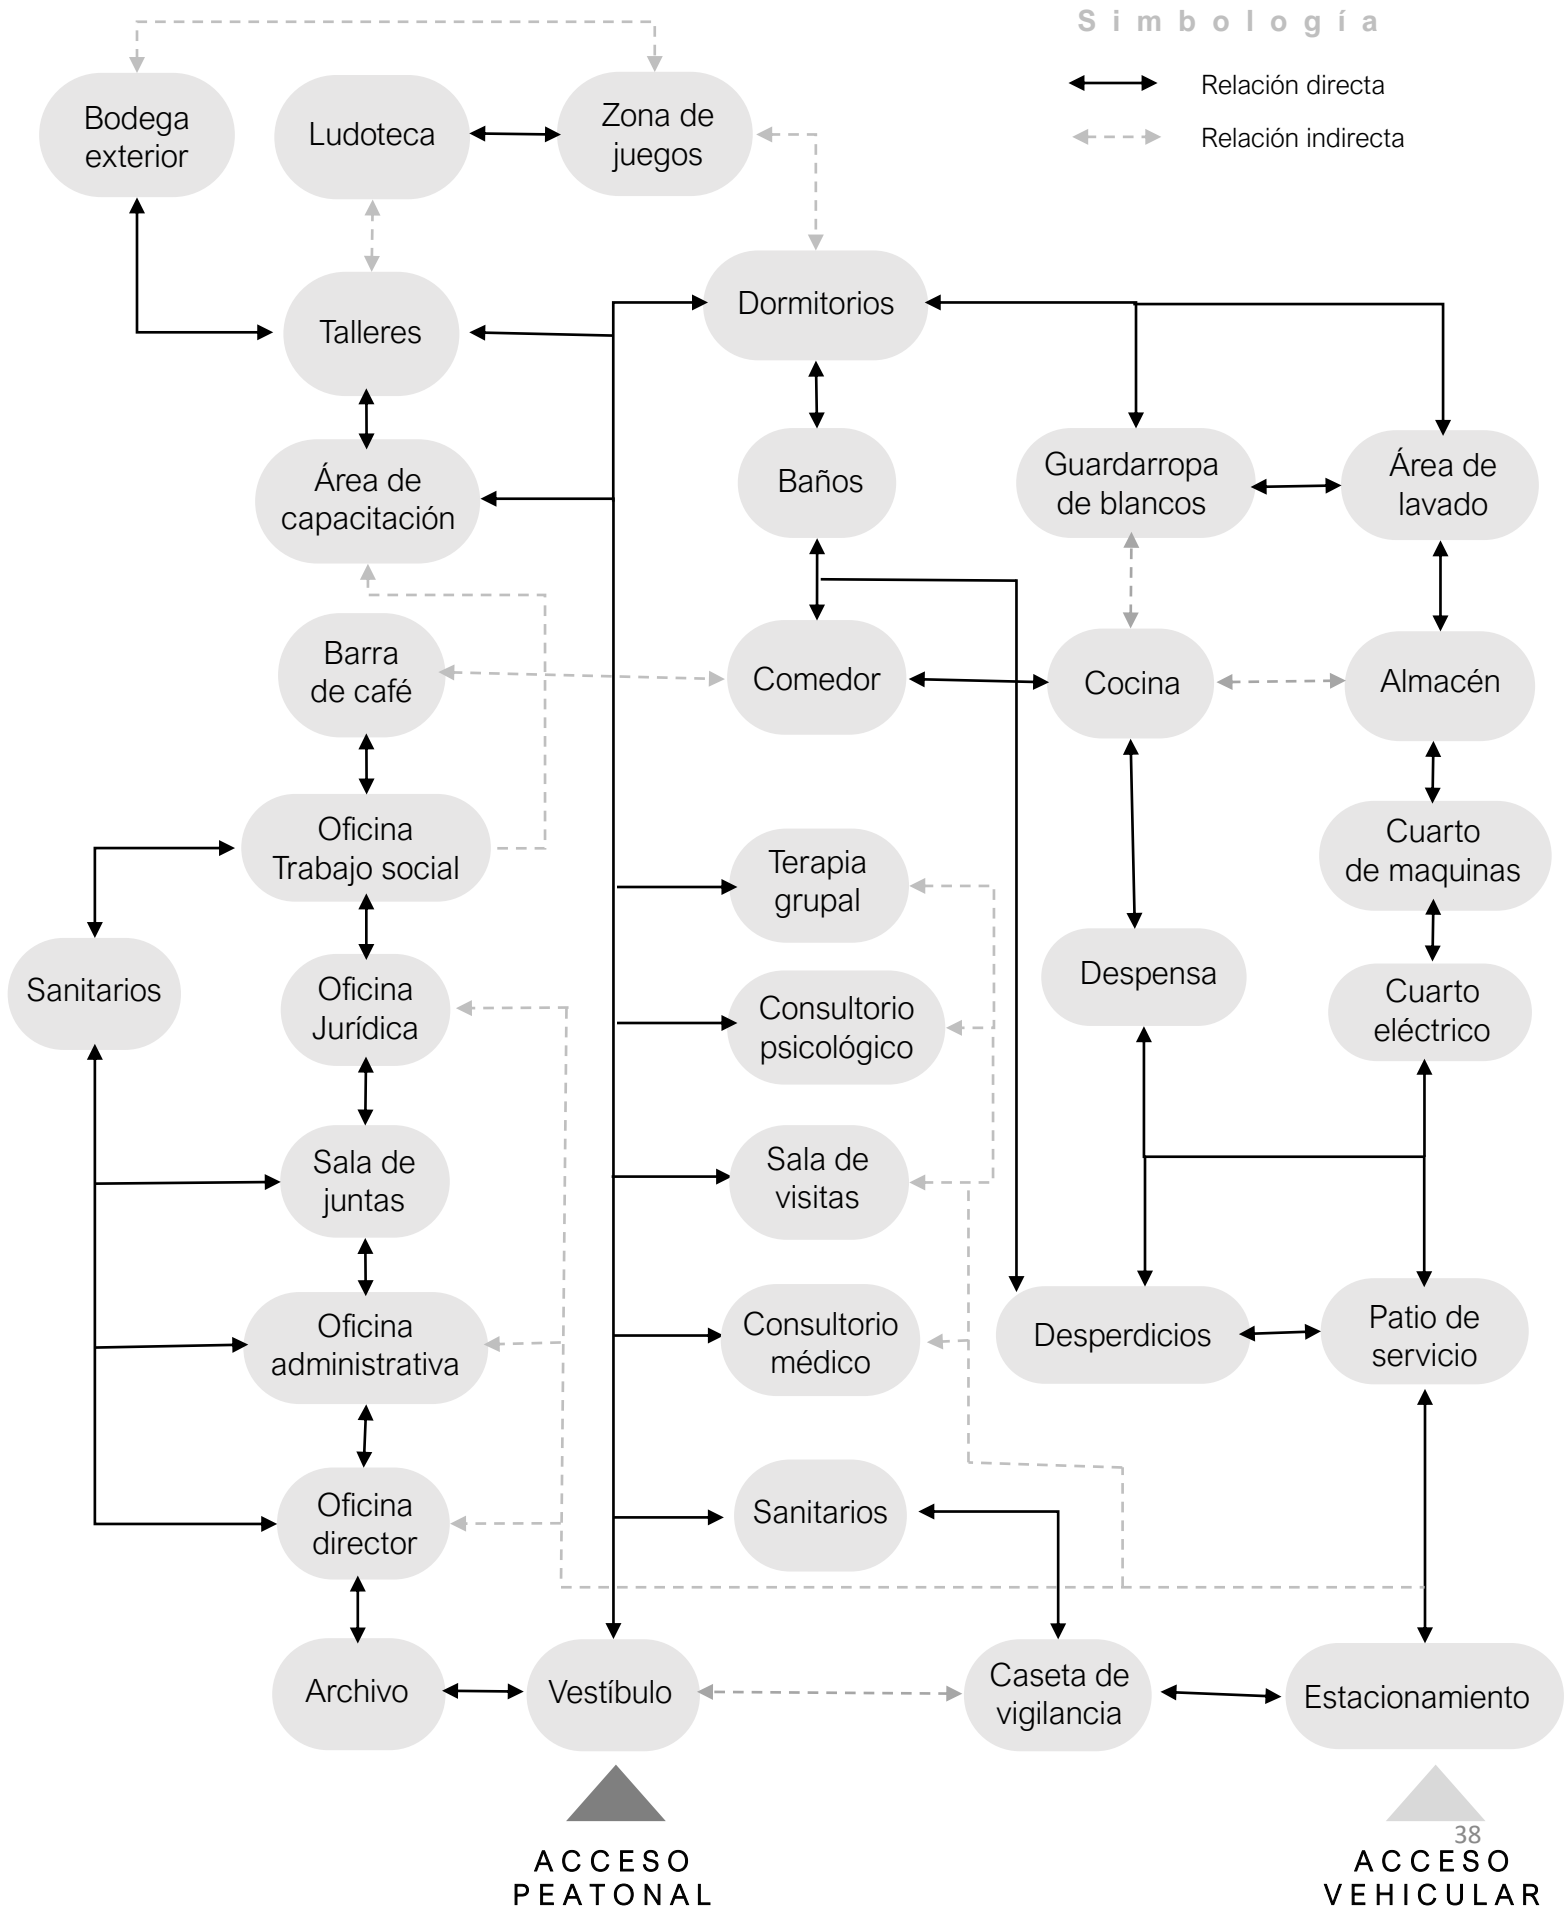 Simbología
Relación directa
Relación indirecta
Bodega
exterior
Ludoteca
Zona de
juegos
Talleres
Dormitorios
Área de
capacitación
Baños
Guardarropa
de blancos
Área de
lavado
Barra
de café
Comedor
Cocina
Almacén
Oficina
Trabajo social
Terapia
grupal
Cuarto
de maquinas
Sanitarios
Oficina
Jurídica
Consultorio
psicológico
Despensa
Cuarto
eléctrico
Sala de
juntas
Sala de
visitas
Oficina
administrativa
Consultorio
médico
Desperdicios
Patio de
servicio
Oficina
director
Sanitarios
Archivo
Vestíbulo
Caseta de
vigilancia
Estacionamiento
ACCESO
PEATONAL
38
ACCESO
VEHICULAR